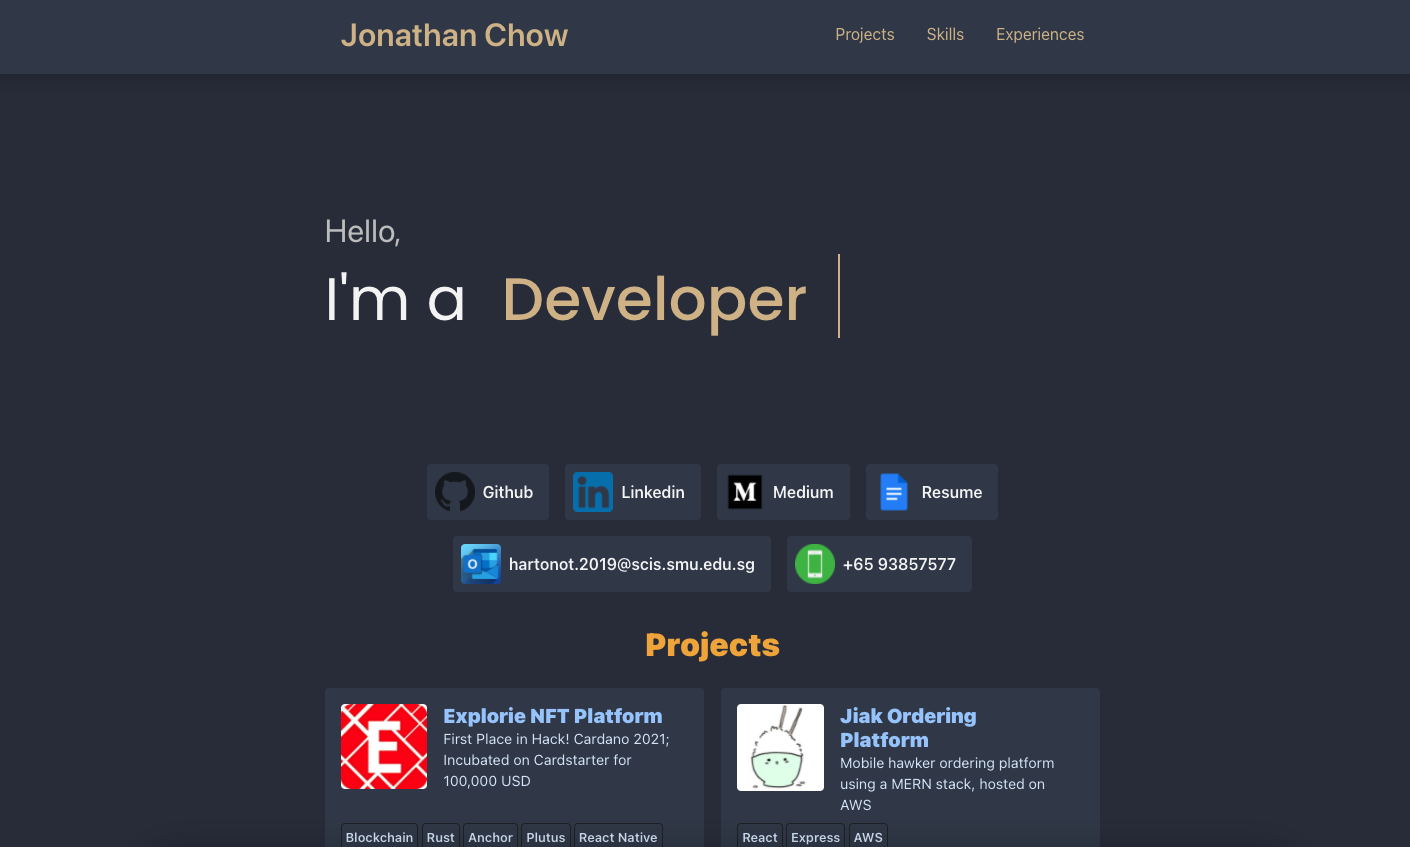 Jonathan Chow
Projects
Skills
Experiences
Hello,
I'm a Developer
Github
Linkedin
M
Medium
Resume
O
hartonot.2019@scis.smu.edu.sg
+65 93857577
Projects
E
Explorie NFT Platform
First Place in Hack! Cardano 2021;
Incubated on Cardstarter for
100,000 USD
Blockchain
Rust
Anchor
Plutus
React Native
Jiak Ordering
Platform
Mobile hawker ordering platform
using a MERN stack, hosted on
AWS
React
Express
AWS